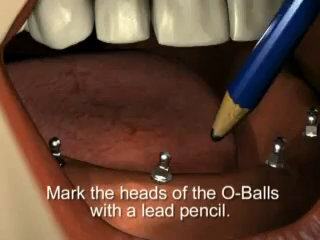 Mark the heads of the O-Balls
with a lead pencil.